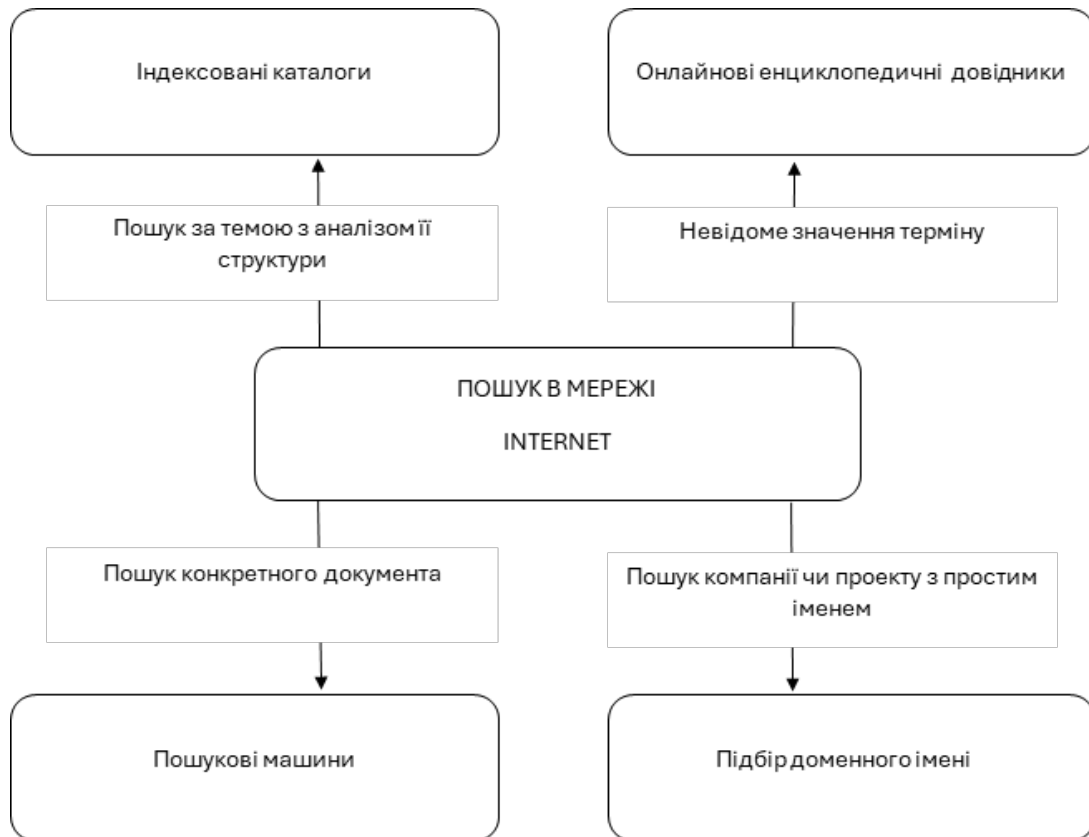 Індексовані каталоги
Онлайнові енциклопедичні довідники
Пошук за темою з аналізом її
структури
Невідоме значення терміну
ПОШУК В МЕРЕЖІ
INTERNET
Пошук конкретного документа
Пошук компанії чи проекту з простим
іменем
Пошукові машини
Підбір доменного імені